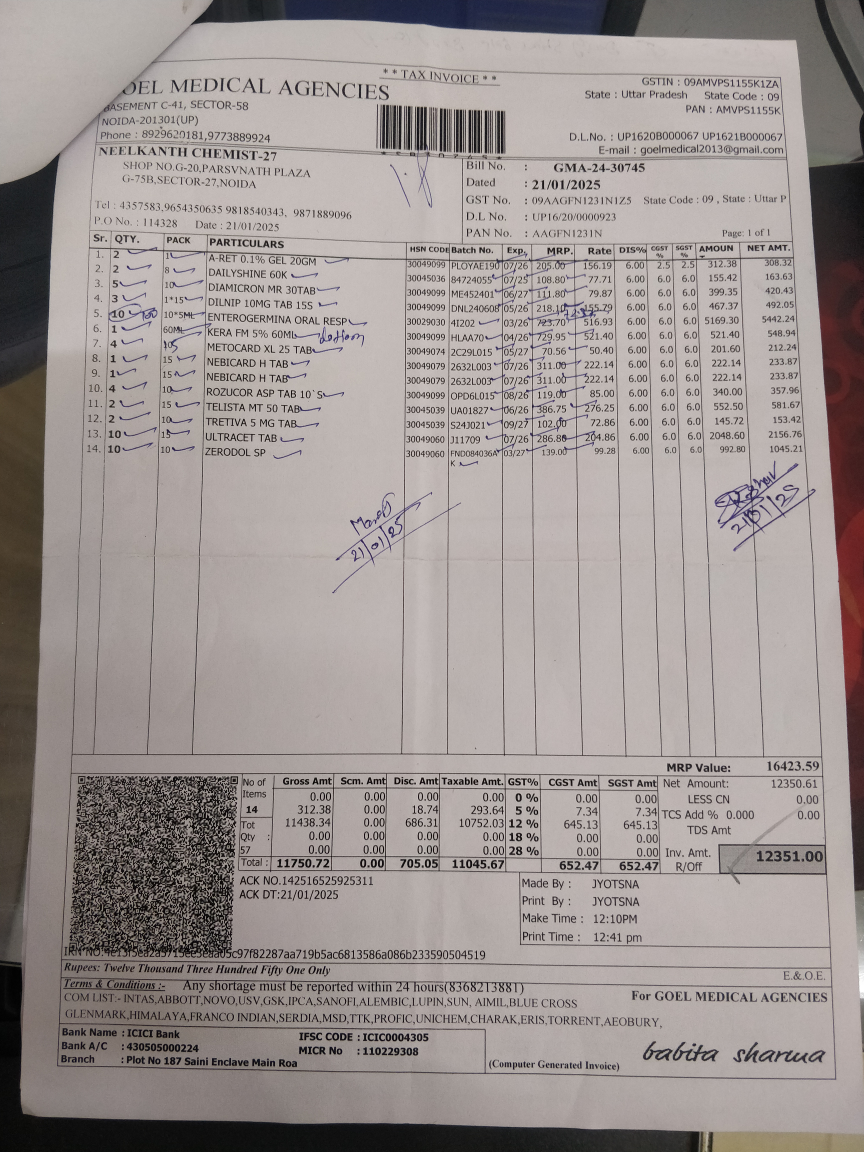 * * TAX INVOICE * *
GOEL MEDICAL AGENCIES
BASEMENT C-41, SECTOR-58
NOIDA-201301(UP)
Phone : 8929620181,9773889924
GSTIN : 09AMVPS1155K1ZA
State : Uttar Pradesh State Code : 09
PAN : AMVPS1155K
D.L.No. : UP1620B000067 UP1621B000067
E-mail : goelmedical2013@gmail.com
NEELKANTH CHEMIST-27
SHOP NO.G-20,PARSVNATH PLAZA
G-75B,SECTOR-27,NOIDA
Tel : 4357583,9654350635 9818540343, 9871889096
P.O No. : 114328 Date : 21/01/2025
Bill No. : GMA-24-30745
Dated : 21/01/2025
GST No. : 09AAGFN1231N1Z5 State Code : 09 , State : Uttar P
D.L No. : UP16/20/0000923
PAN No. : AAGFN1231N Page: 1 of 1
Sr. QTY. PACK PARTICULARS HSN CODE Batch No. Exp. MRP. Rate DIS% CGST % SGST % AMOUN NET AMT.
1. 2 1 A-RET 0.1% GEL 20GM 30049099 PLOYAE190 07/26 205.00 156.19 6.00 2.5 2.5 312.38 308.32
2. 2 8 DAILYSHINE 60K 30045036 84724055 07/25 108.80 77.71 6.00 6.0 6.0 155.42 163.63
3. 5 10 DIAMICRON MR 30TAB 30049099 ME452401 06/27 111.80 79.87 6.00 6.0 6.0 399.35 420.43
4. 3 1*15 DILNIP 10MG TAB 15S 30049099 DNL240608 05/27 218.10 155.79 6.00 6.0 6.0 467.37 492.05
5. 10 10*5ML ENTEROGERMINA ORAL RESP 30029030 4I202 03/26 723.70 516.93 6.00 6.0 6.0 5169.30 5442.24
6. 1 60ML KERA FM 5% 60ML 30049099 HLAA70 04/26 729.95 521.40 6.00 6.0 6.0 521.40 548.94
7. 4 METOCARD XL 25 TAB 30049074 2C29L015 05/27 70.56 50.40 6.00 6.0 6.0 201.60 212.24
8. 1 15 NEBICARD H TAB 30049079 2632L003 07/26 311.00 222.14 6.00 6.0 6.0 222.14 233.87
9. 1 15 NEBICARD H TAB 30049079 2632L003 07/26 311.00 222.14 6.00 6.0 6.0 222.14 233.87
10. 4 10 ROZUCOR ASP TAB 10`S 30049099 OPD6L015 08/26 119.00 85.00 6.00 6.0 6.0 340.00 357.96
11. 2 15 TELISTA MT 50 TAB 30045039 UA01827 06/26 386.75 276.25 6.00 6.0 6.0 552.50 581.67
12. 2 10 TRETIVA 5 MG TAB 30045039 S24J021 09/27 102.00 72.86 6.00 6.0 6.0 145.72 153.42
13. 10 15 ULTRACET TAB 30049060 J11709 07/26 286.80 204.86 6.00 6.0 6.0 2048.60 2156.76
14. 10 10 ZERODOL SP 30049060 FND084036A 03/27 139.00 99.28 6.00 6.0 6.0 992.80 1045.21
K
21/01/25
21/01/25
MRP Value: 16423.59
No of Items Gross Amt Scm. Amt Disc. Amt Taxable Amt. GST% CGST Amt SGST Amt Net Amount: 12350.61
0.00 0.00 0.00 0.00 0 % 0.00 0.00 LESS CN 0.00
14 312.38 0.00 18.74 293.64 5 % 7.34 7.34 TCS Add % 0.000 0.00
Tot 11438.34 0.00 686.31 10752.03 12 % 645.13 645.13 TDS Amt
Qty : 0.00 0.00 0.00 0.00 18 % 0.00 0.00
57 0.00 0.00 0.00 0.00 28 % 0.00 0.00 Inv. Amt. 12351.00
Total : 11750.72 0.00 705.05 11045.67 652.47 652.47 R/Off
ACK NO.142516525925311
ACK DT:21/01/2025
Made By : JYOTSNA
Print By : JYOTSNA
Make Time : 12:10PM
Print Time : 12:41 pm
IRN NO.
Rupees: Twelve Thousand Three Hundred Fifty One Only E.& O.E.
Terms & Conditions :- Any shortage must be reported within 24 hours(8368213881)
COM LIST:- INTAS,ABBOTT,NOVO,USV,GSK,IPCA,SANOFI,ALEMBIC,LUPIN,SUN, AIMIL,BLUE CROSS
GLENMARK,HIMALAYA,FRANCO INDIAN,SERDIA,MSD,TTK,PROFIC,UNICHEM,CHARAK,ERIS,TORRENT,AEOBURY,
For GOEL MEDICAL AGENCIES
Bank Name : ICICI Bank IFSC CODE : ICIC0004305
Bank A/C : 430505000224 MICR No : 110229308
Branch : Plot No 187 Saini Enclave Main Roa
(Computer Generated Invoice)
babita sharma